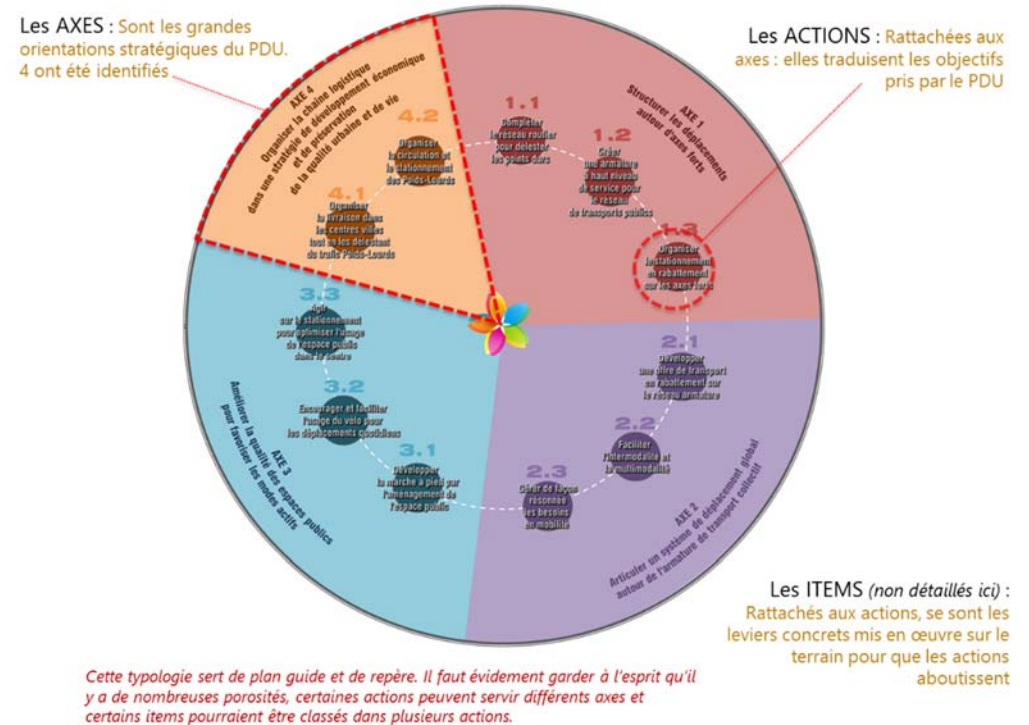 Les AXES : Sont les grandes
orientations stratégiques du PDU.
4 ont été identifiés
Les ACTIONS : Rattachées aux
axes : elles traduisent les objectifs
pris par le PDU
AXE 4
Organiser la chaîne logistique
dans une stratégie de développement économique
et de préservation
de la qualité urbaine et de vie
4.2
Organiser
la circulation et
le stationnement
des Poids-Lourds
4.1
Organiser
la livraison dans
les centres villes
tout en les délestant
du trafic Poids-Lourds
AXE 1
Structurer les déplacements
autour d'axes forts
1.1
Compléter
le réseau routier
pour délester
les points durs
1.2
Créer
une armature
à haut niveau
de service pour
le réseau
de transports publics
1.3
Organiser
le stationnement
en rabattement
sur les axes forts
2.1
Développer
une offre de transport
en rabattement sur
le réseau armature
2.2
Faciliter
l'intermodalité et
la multimodalité
2.3
Gérer de façon
résonnée
les besoins
en mobilité
AXE 2
Articuler un système de déplacement global
autour de l'armature de transport collectif
3.3
Agir
sur le stationnement
pour optimiser l'usage
de l'espace public
dans le centre
3.2
Encourager et faciliter
l'usage du vélo pour
les déplacements quotidiens
3.1
Développer
la marche à pied par
l'aménagement de
l'espace public
AXE 3
Améliorer la qualité des espaces publics
pour favoriser les modes actifs
Les ITEMS (non détaillés ici) :
Rattachés aux actions, se sont les
leviers concrets mis en œuvre sur le
terrain pour que les actions
aboutissent
Cette typologie sert de plan guide et de repère. Il faut évidement garder à l'esprit qu'il
y a de nombreuses porosités, certaines actions peuvent servir différents axes et
certains items pourraient être classés dans plusieurs actions.